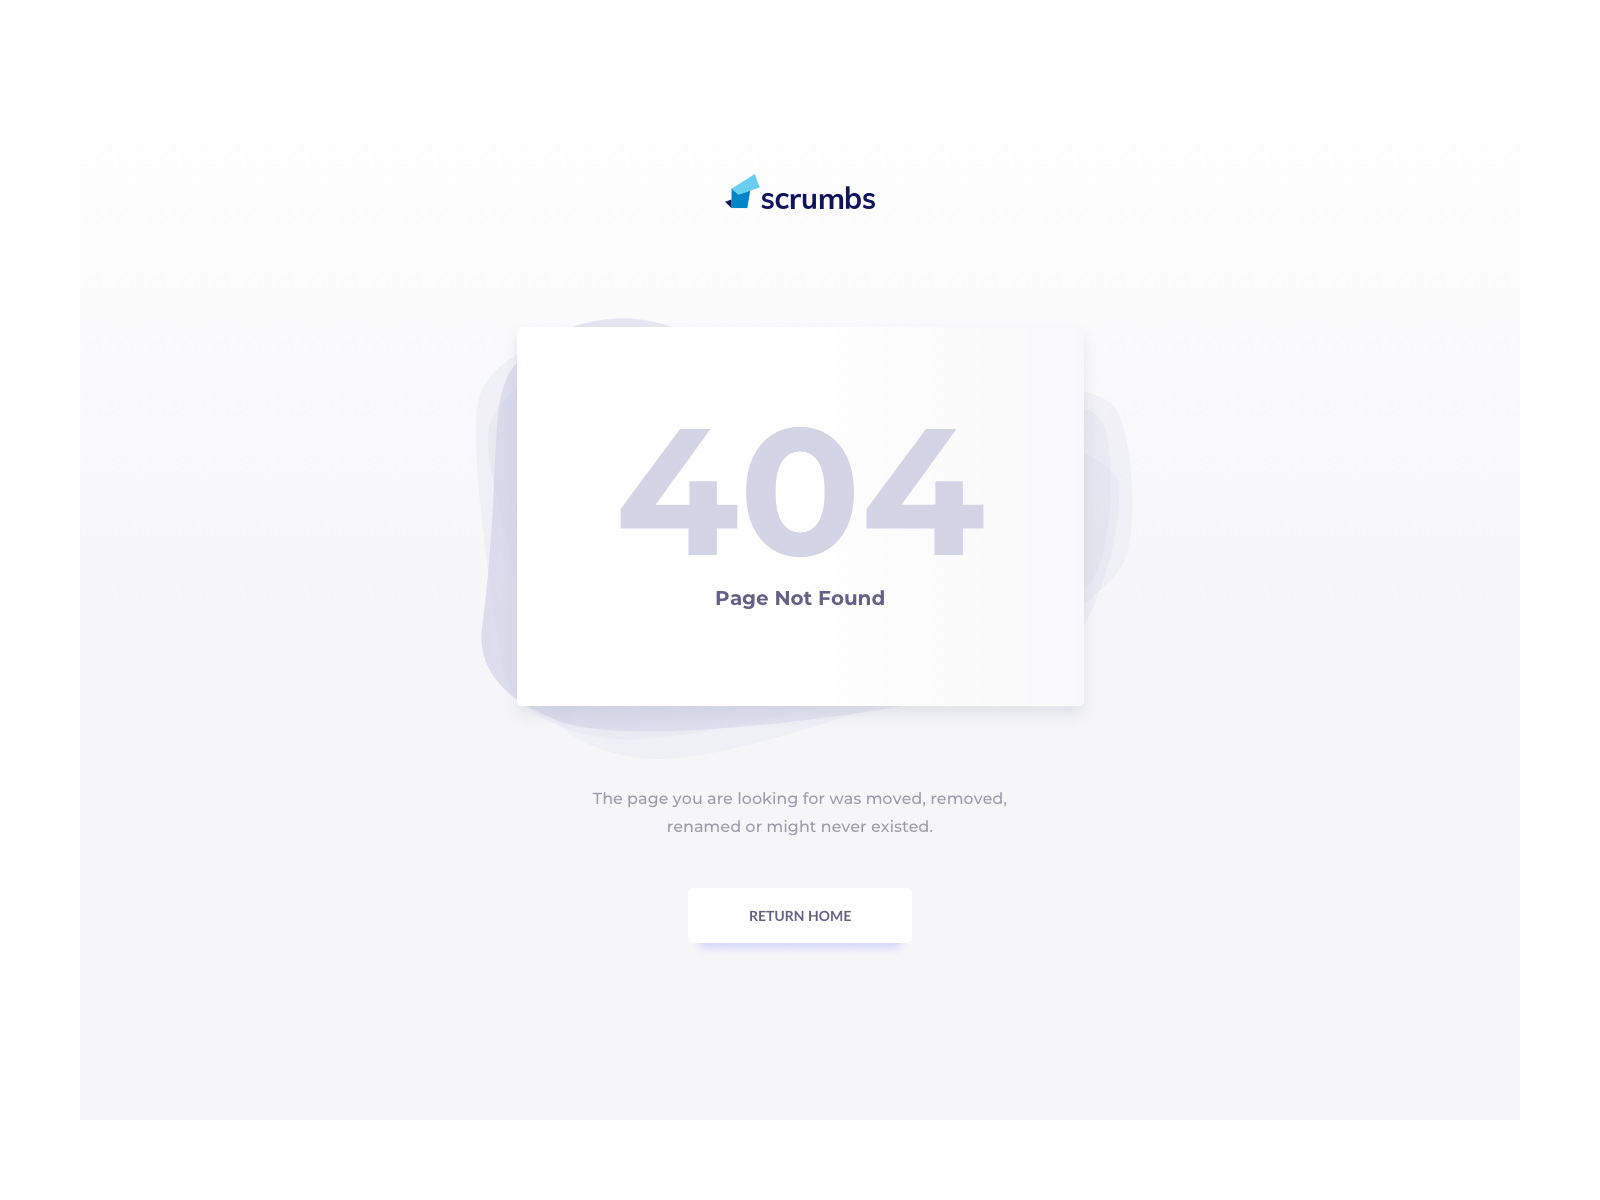 scrumbs
404
Page Not Found
The page you are looking for was moved, removed,
renamed or might never existed.
RETURN HOME